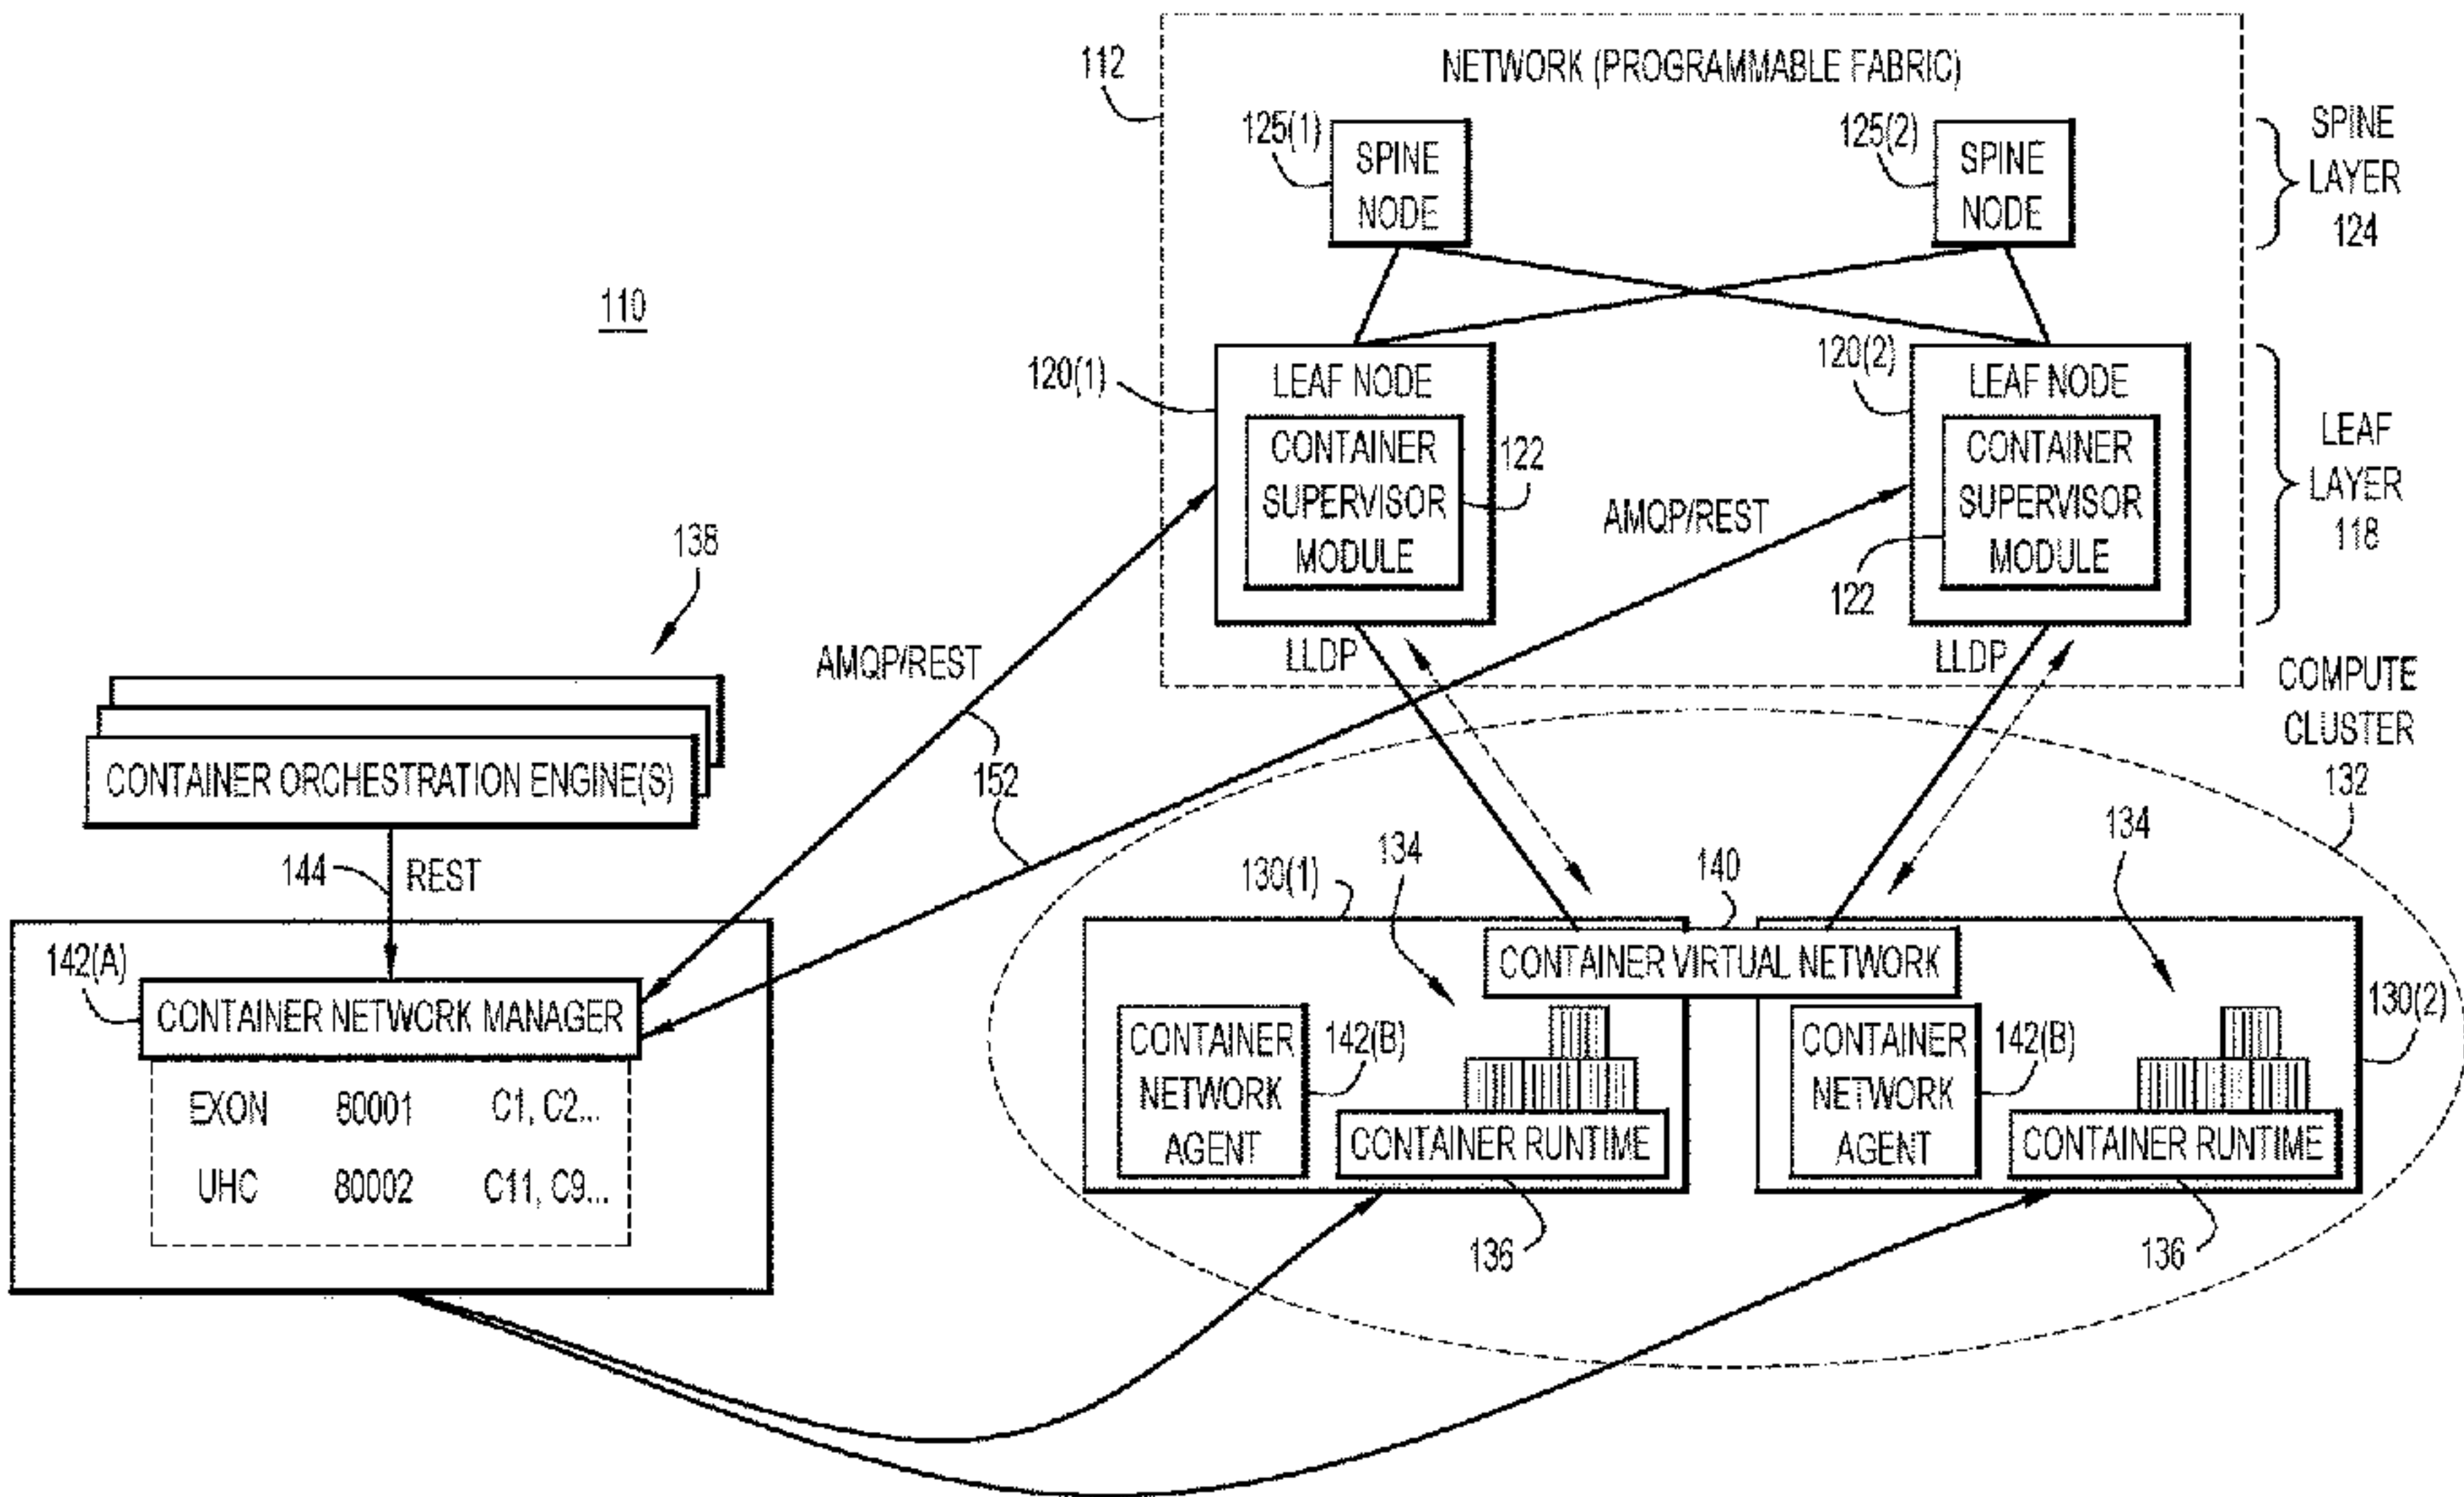 NETWORK (PROGRAMMABLE FABRIC)
112
125(1)
SPINE
NODE
125(2)
SPINE
NODE
SPINE
LAYER
124
110
120(1)
LEAF NODE
CONTAINER
SUPERVISOR
MODULE
122
120(2)
LEAF NODE
CONTAINER
SUPERVISOR
MODULE
122
LEAF
LAYER
118
AMQP/REST
AMQP/REST
LLDP
LLDP
138
CONTAINER ORCHESTRATION ENGINE(S)
152
COMPUTE
CLUSTER
132
144
REST
142(A)
CONTAINER NETWORK MANAGER
EXON 80001 C1, C2...
UHC 80002 C11, C9...
130(1)
134
140
134
CONTAINER VIRTUAL NETWORK
130(2)
CONTAINER
NETWORK
AGENT
142(B)
CONTAINER RUNTIME
136
CONTAINER
NETWORK
AGENT
142(B)
CONTAINER RUNTIME
136